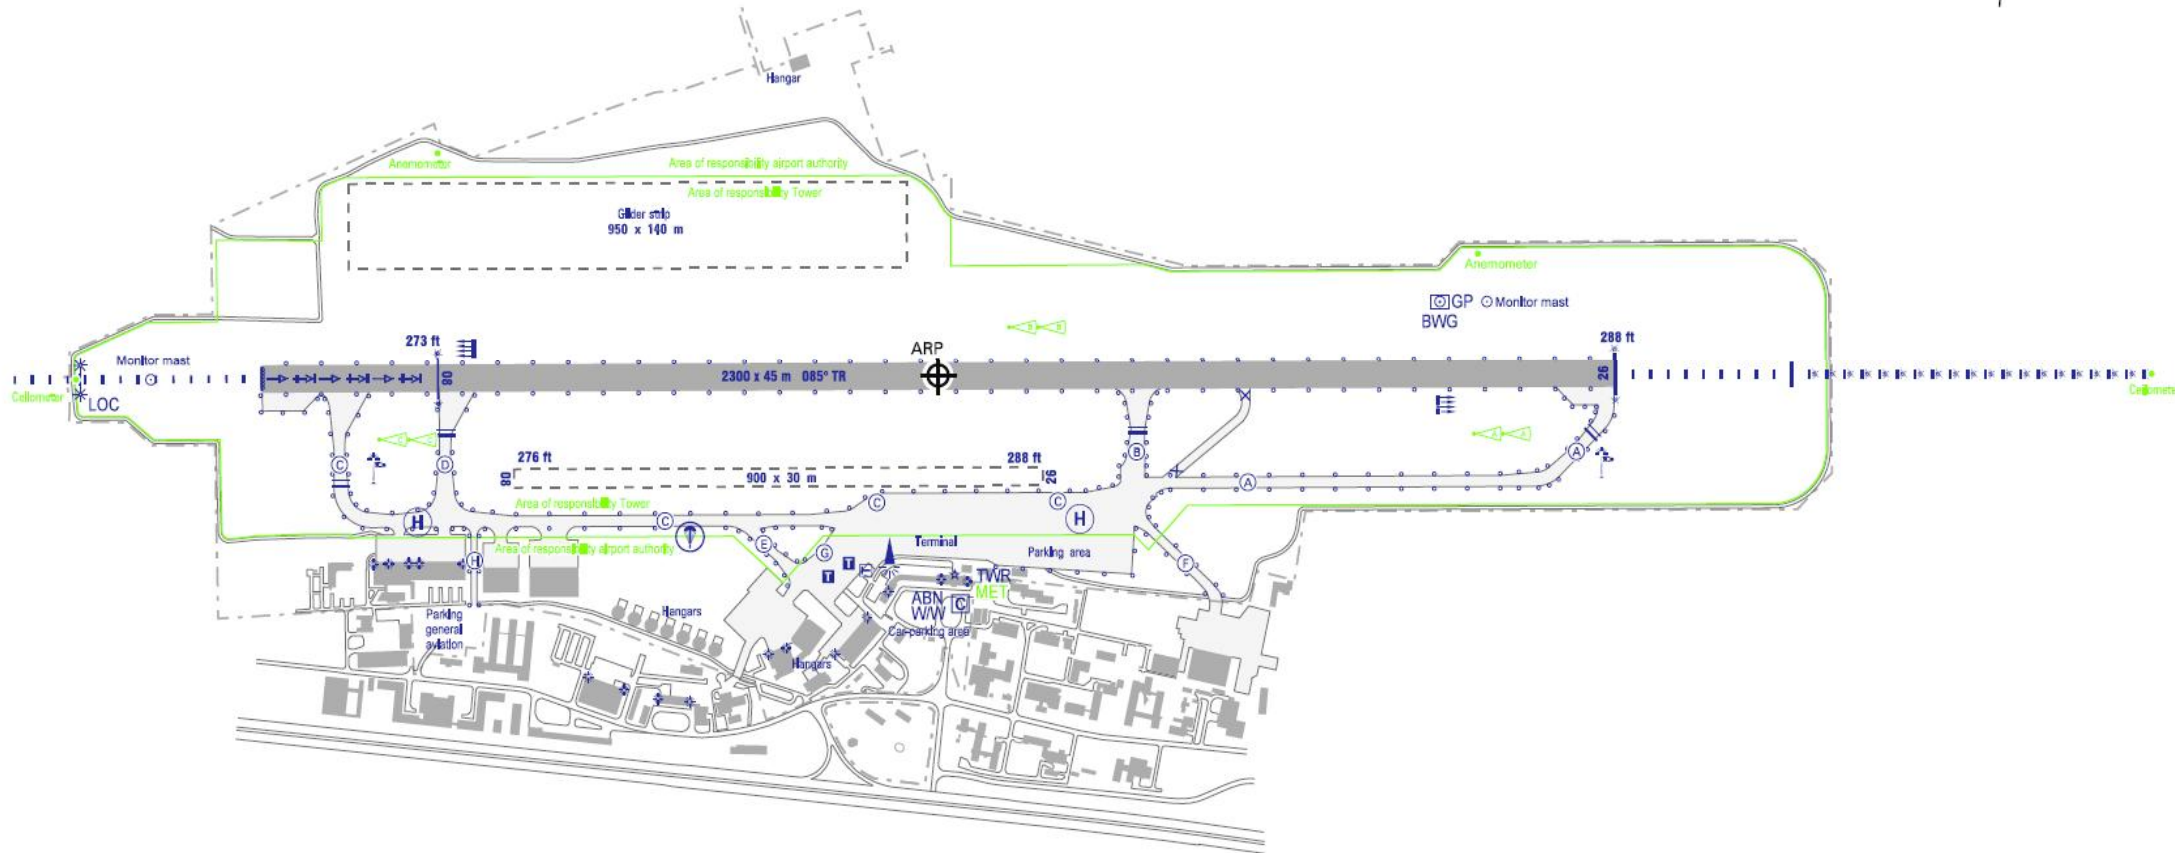 Hangar
Anemometer
Area of responsibility airport authority
Area of responsibility Tower
Glider strip
950 x 140 m
Anemometer
GP
Monitor mast
BWG
B
B
288 ft
273 ft
ARP
Monitor mast
08
2300 x 45 m 085° TR
26
Ceilometer
LOC
C
C
A
A
C
D
B
A
276 ft
288 ft
08
900 x 30 m
26
A
Area of responsibility Tower
C
C
H
C
H
Area of responsibility airport authority
E
G
Terminal
Parking area
H
T
T
F
TWR
MET
ABN
W/W
C
Car-parking area
Parking
general
aviation
Hangars
Hangars